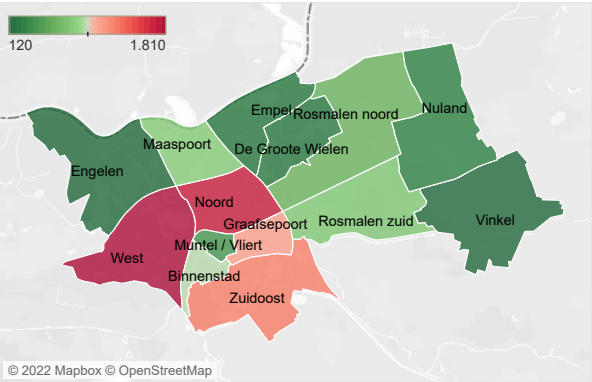 120 1.810
Empel
Rosmalen noord
Nuland
Maaspoort
De Groote Wielen
Engelen
Noord
Graafsepoort
Rosmalen zuid
Vinkel
Muntel / Vliert
West
Binnenstad
Zuidoost
© 2022 Mapbox © OpenStreetMap